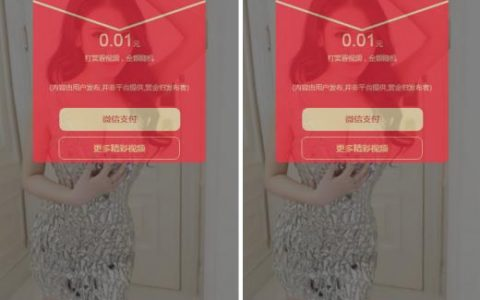 0.01元
打赏看视频，金额随机
(内容由用户发布,并非平台提供,赏金归发布者)
微信支付
更多精彩视频
0.01元
打赏看视频，金额随机
(内容由用户发布,并非平台提供,赏金归发布者)
微信支付
更多精彩视频